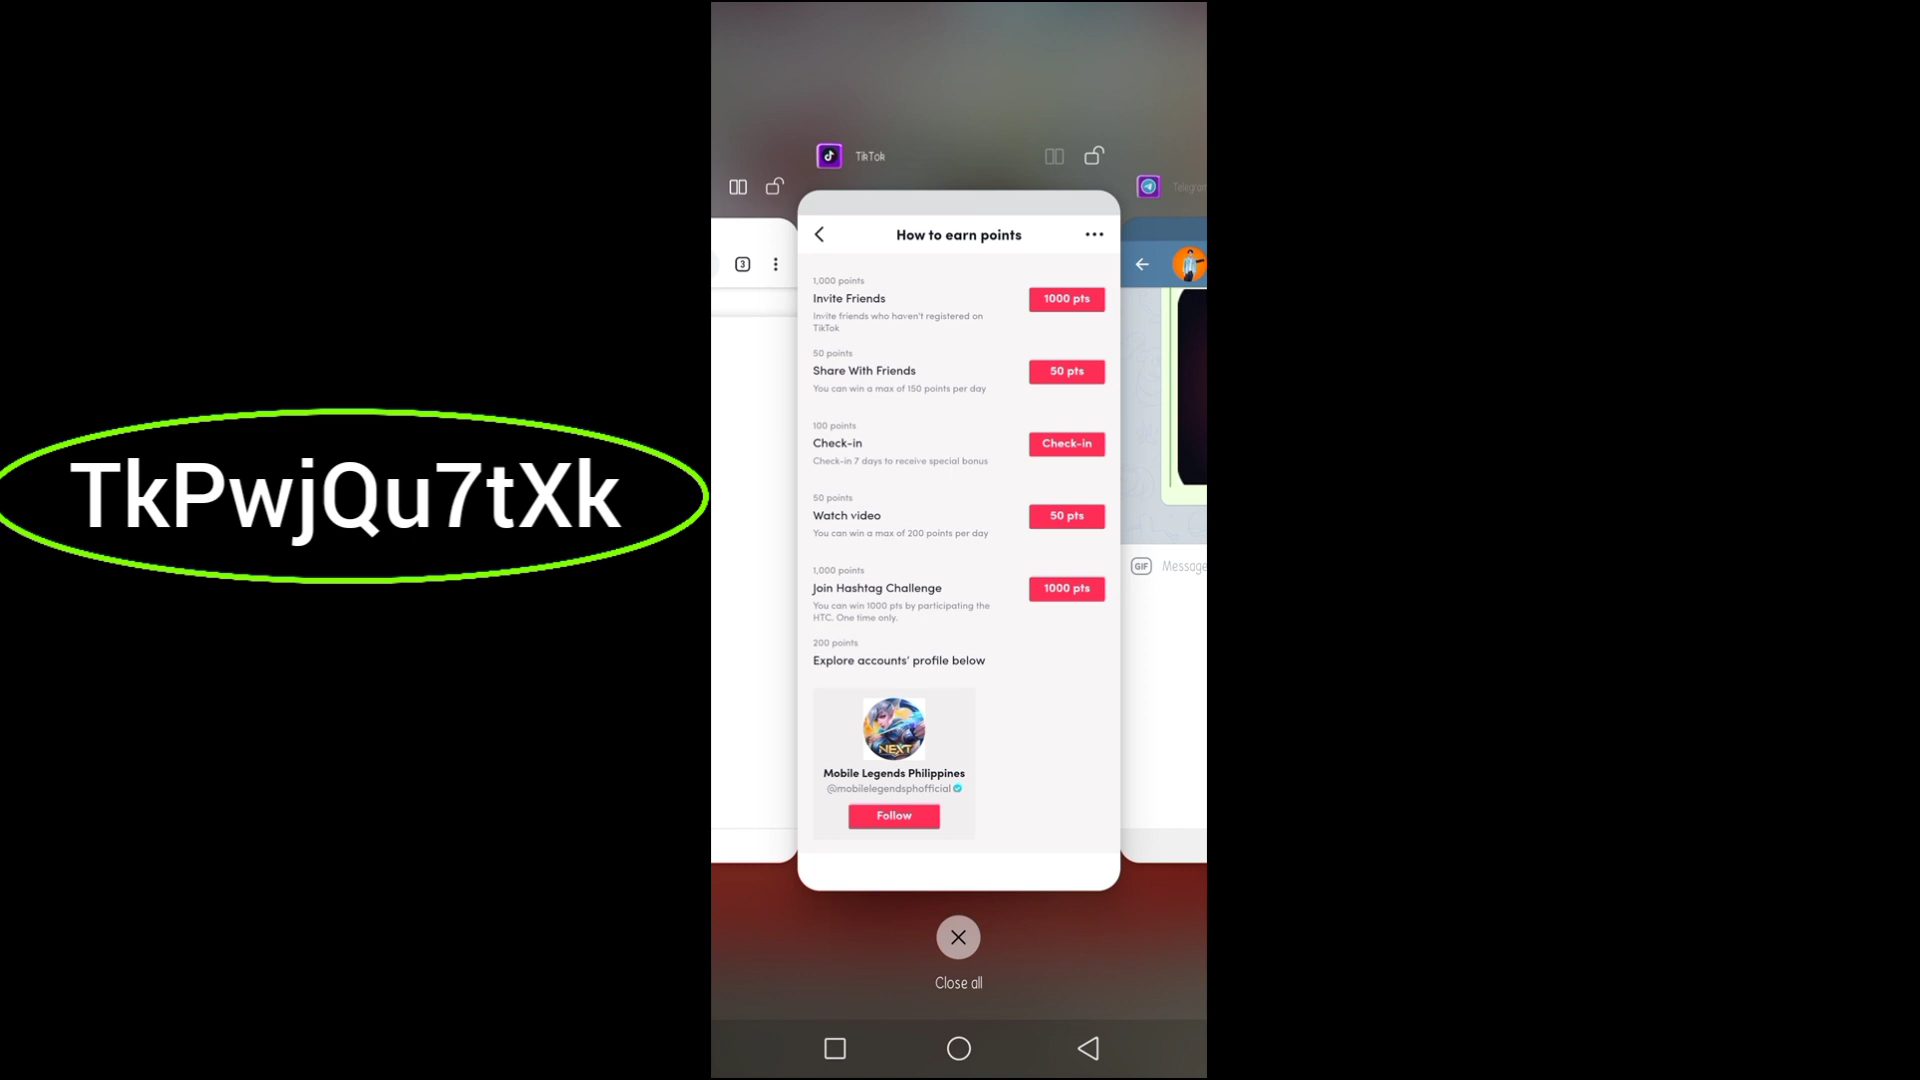 TkPwjQu7tXk
TikTok
3
How to earn points
1,000 points
Invite Friends
Invite friends who haven't registered on
TikTok
1000 pts
50 points
Share With Friends
You can win a max of 150 points per day
50 pts
100 points
Check-in
Check-in 7 days to receive special bonus
Check-in
50 points
Watch video
You can win a max of 200 points per day
50 pts
1,000 points
Join Hashtag Challenge
You can win 1000 pts by participating the
HTC. One time only.
1000 pts
200 points
Explore accounts' profile below
NEXT
Mobile Legends Philippines
@mobilelegendsphofficial
Follow
Telegram
GIF
Message
Close all